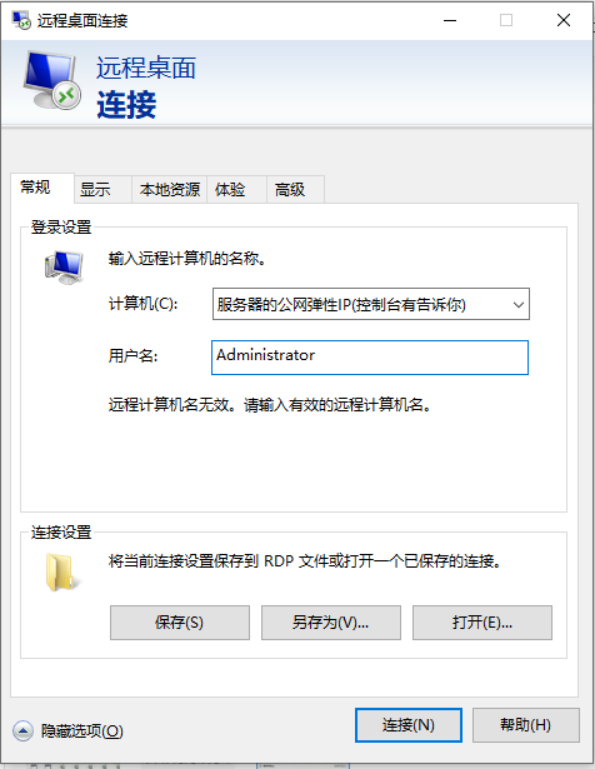 远程桌面连接
远程桌面
连接
常规 显示 本地资源 体验 高级
登录设置
输入远程计算机的名称。
计算机(C): 服务器的公网弹性IP(控制台有告诉你)
用户名: Administrator
远程计算机名无效。请输入有效的远程计算机名。
连接设置
将当前连接设置保存到 RDP 文件或打开一个已保存的连接。
保存(S) 另存为(V)... 打开(E)...
隐藏选项(O) 连接(N) 帮助(H)